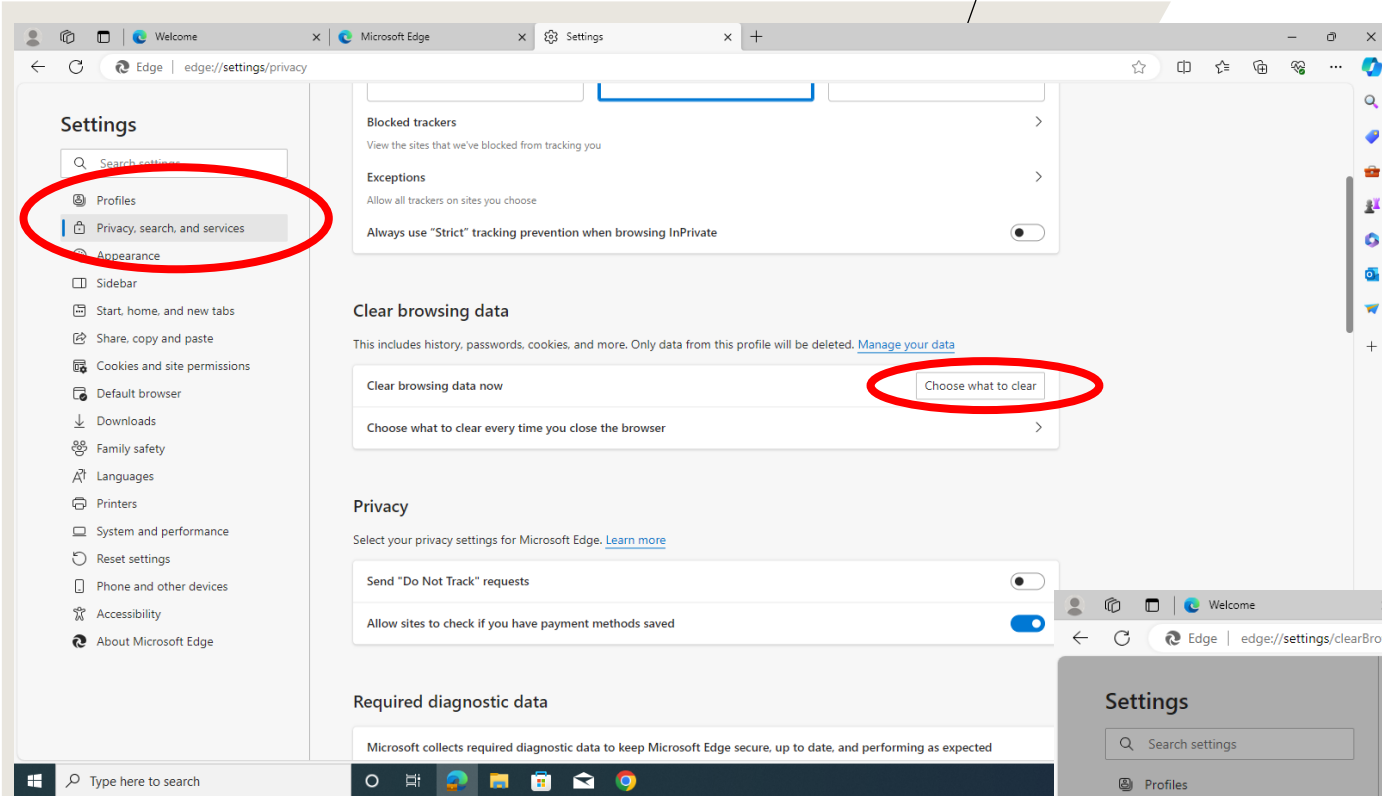 Welcome
Microsoft Edge
Settings
Edge
edge://settings/privacy
Settings
Search settings
Profiles
Privacy, search, and services
Appearance
Sidebar
Start, home, and new tabs
Share, copy and paste
Cookies and site permissions
Default browser
Downloads
Family safety
Languages
Printers
System and performance
Reset settings
Phone and other devices
Accessibility
About Microsoft Edge
Blocked trackers
View the sites that we've blocked from tracking you
Exceptions
Allow all trackers on sites you choose
Always use "Strict" tracking prevention when browsing InPrivate
Clear browsing data
This includes history, passwords, cookies, and more. Only data from this profile will be deleted. Manage your data
Clear browsing data now
Choose what to clear
Choose what to clear every time you close the browser
Privacy
Select your privacy settings for Microsoft Edge. Learn more
Send "Do Not Track" requests
Allow sites to check if you have payment methods saved
Required diagnostic data
Microsoft collects required diagnostic data to keep Microsoft Edge secure, up to date, and performing as expected
Type here to search
Welcome
Edge
edge://settings/clearBro
Settings
Search settings
Profiles